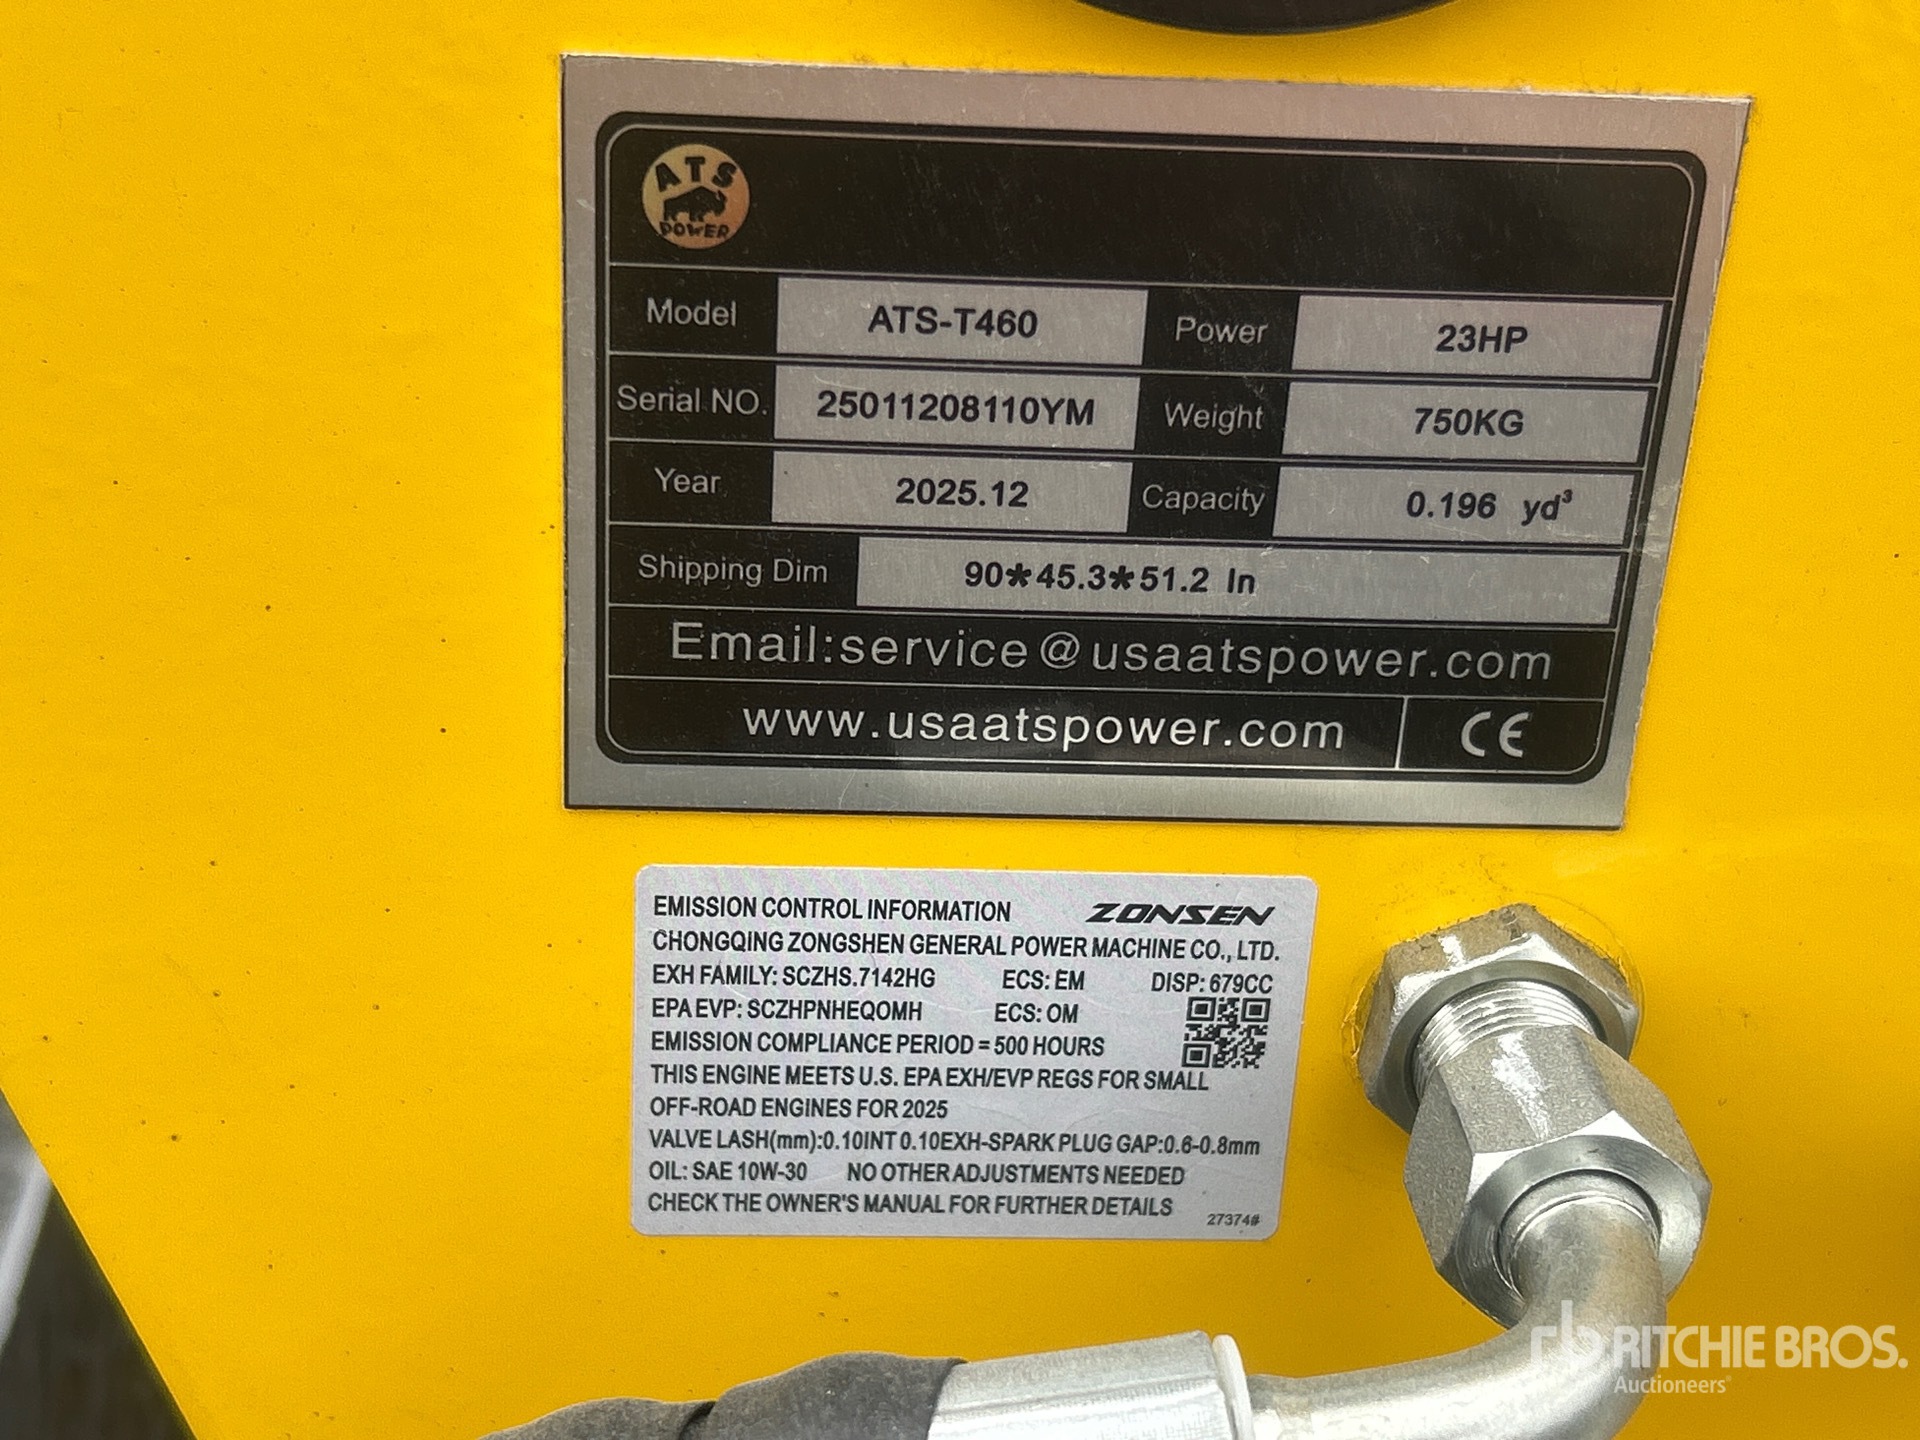 ATS
POWER
Model ATS-T460 Power 23HP
Serial NO. 25011208110YM Weight 750KG
Year 2025.12 Capacity 0.196 yd³
Shipping Dim 90*45.3*51.2 In
Email:service@usaatspower.com
www.usaatspower.com CE
EMISSION CONTROL INFORMATION ZONSEN
CHONGQING ZONGSHEN GENERAL POWER MACHINE CO., LTD.
EXH FAMILY: SCZHS.7142HG ECS: EM DISP: 679CC
EPA EVP: SCZHPNHEQOMH ECS: OM
EMISSION COMPLIANCE PERIOD = 500 HOURS
THIS ENGINE MEETS U.S. EPA EXH/EVP REGS FOR SMALL
OFF-ROAD ENGINES FOR 2025
VALVE LASH(mm):0.10INT 0.10EXH-SPARK PLUG GAP:0.6-0.8mm
OIL: SAE 10W-30 NO OTHER ADJUSTMENTS NEEDED
CHECK THE OWNER'S MANUAL FOR FURTHER DETAILS
27374#
rb RITCHIE BROS.
Auctioneers